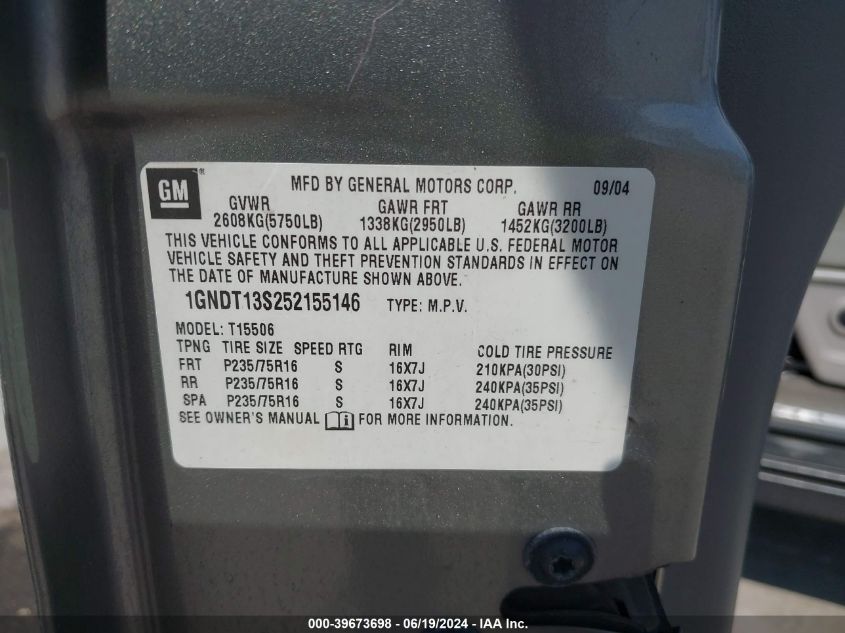 GM ® MFD BY GENERAL MOTORS CORP. 09/04
GVWR GAWR FRT GAWR RR
2608KG(5750LB) 1338KG(2950LB) 1452KG(3200LB)
THIS VEHICLE CONFORMS TO ALL APPLICABLE U.S. FEDERAL MOTOR
VEHICLE SAFETY AND THEFT PREVENTION STANDARDS IN EFFECT ON
THE DATE OF MANUFACTURE SHOWN ABOVE.
1GNDT13S252155146 TYPE: M.P.V.
MODEL: T15506
TPNG TIRE SIZE SPEED RTG RIM COLD TIRE PRESSURE
FRT P235/75R16 S 16X7J 210KPA(30PSI)
RR P235/75R16 S 16X7J 240KPA(35PSI)
SPA P235/75R16 S 16X7J 240KPA(35PSI)
SEE OWNER'S MANUAL i FOR MORE INFORMATION.
000-39673698 - 06/19/2024 - IAA Inc.